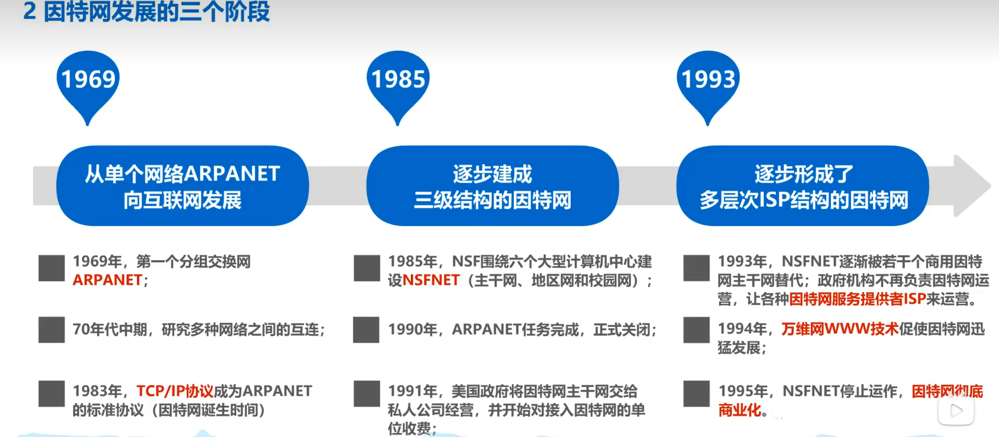 2 因特网发展的三个阶段
1969
1985
1993
从单个网络ARPANET
向互联网发展
逐步建成
三级结构的因特网
逐步形成了
多层次ISP结构的因特网
1969年，第一个分组交换网
ARPANET；
70年代中期，研究多种网络之间的互连；
1983年，TCP/IP协议成为ARPANET
的标准协议（因特网诞生时间）
1985年，NSF围绕六个大型计算机中心建
设NSFNET（主干网、地区网和校园网）；
1990年，ARPANET任务完成，正式关闭；
1991年，美国政府将因特网主干网交给
私人公司经营，并开始对接入因特网的单
位收费；
1993年，NSFNET逐渐被若干个商用因特
网主干网替代；政府机构不再负责因特网运
营，让各种因特网服务提供者ISP来运营。
1994年，万维网WWW技术促使因特网迅
猛发展；
1995年，NSFNET停止运作，因特网彻底
商业化。